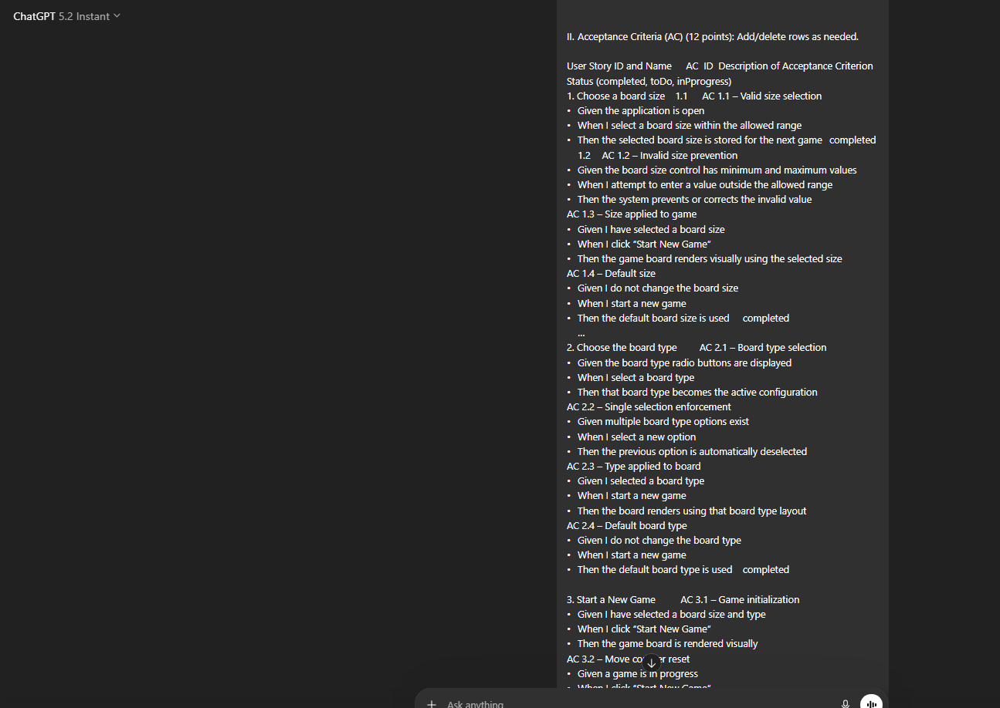 ChatGPT 5.2 Instant
II. Acceptance Criteria (AC) (12 points): Add/delete rows as needed.
User Story ID and Name AC ID Description of Acceptance Criterion
Status (completed, toDo, inPprogress)
1. Choose a board size 1.1 AC 1.1 – Valid size selection
• Given the application is open
• When I select a board size within the allowed range
• Then the selected board size is stored for the next game completed
1.2 AC 1.2 – Invalid size prevention
• Given the board size control has minimum and maximum values
• When I attempt to enter a value outside the allowed range
• Then the system prevents or corrects the invalid value
AC 1.3 – Size applied to game
• Given I have selected a board size
• When I click “Start New Game”
• Then the game board renders visually using the selected size
AC 1.4 – Default size
• Given I do not change the board size
• When I start a new game
• Then the default board size is used completed
...
2. Choose the board type AC 2.1 – Board type selection
• Given the board type radio buttons are displayed
• When I select a board type
• Then that board type becomes the active configuration
AC 2.2 – Single selection enforcement
• Given multiple board type options exist
• When I select a new option
• Then the previous option is automatically deselected
AC 2.3 – Type applied to board
• Given I selected a board type
• When I start a new game
• Then the board renders using that board type layout
AC 2.4 – Default board type
• Given I do not change the board type
• When I start a new game
• Then the default board type is used completed
3. Start a New Game AC 3.1 – Game initialization
• Given I have selected a board size and type
• When I click “Start New Game”
• Then the game board is rendered visually
AC 3.2 – Move reset
• Given a game is in progress
• When I click “Start New Game”
Ask anything